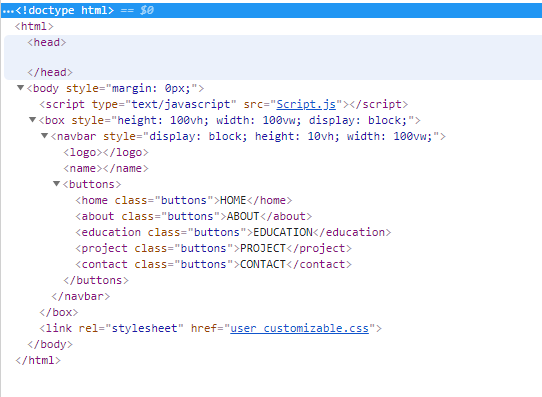 …<!doctype html> == $0
<html>
<head>
</head>
▼<body style="margin: 0px;">
<script type="text/javascript" src="Script.js"></script>
▼<box style="height: 100vh; width: 100vw; display: block;">
▼<navbar style="display: block; height: 10vh; width: 100vw;">
<logo></logo>
<name></name>
▼<buttons>
<home class="buttons">HOME</home>
<about class="buttons">ABOUT</about>
<education class="buttons">EDUCATION</education>
<project class="buttons">PROJECT</project>
<contact class="buttons">CONTACT</contact>
</buttons>
</navbar>
</box>
<link rel="stylesheet" href="user_customizable.css">
</body>
</html>